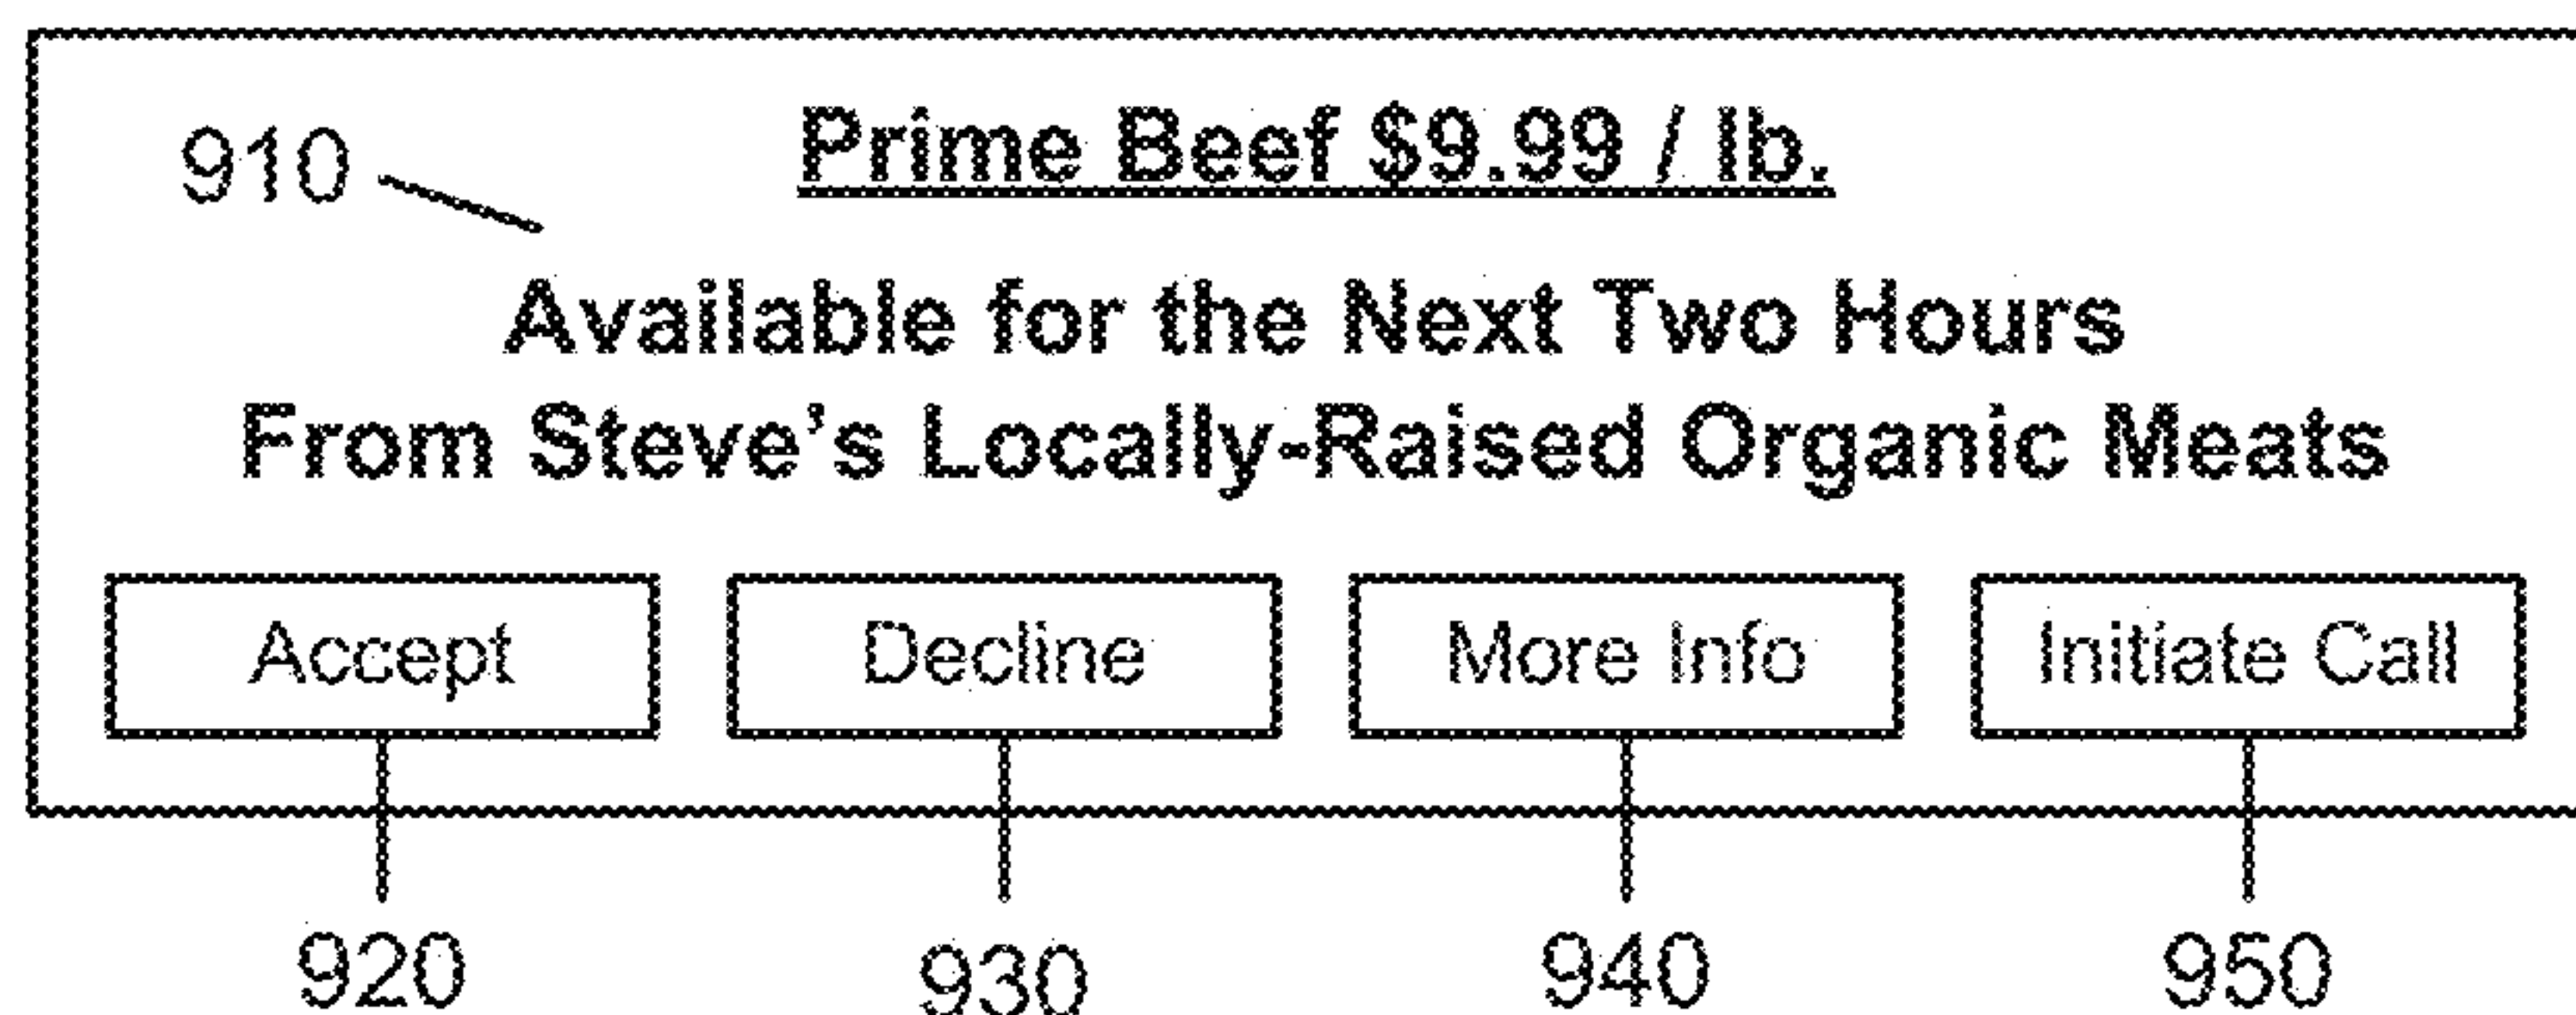 Prime Beef $9.99 / lb.
910
Available for the Next Two Hours
From Steve's Locally-Raised Organic Meats
Accept Decline More Info Initiate Call
920 930 940 950